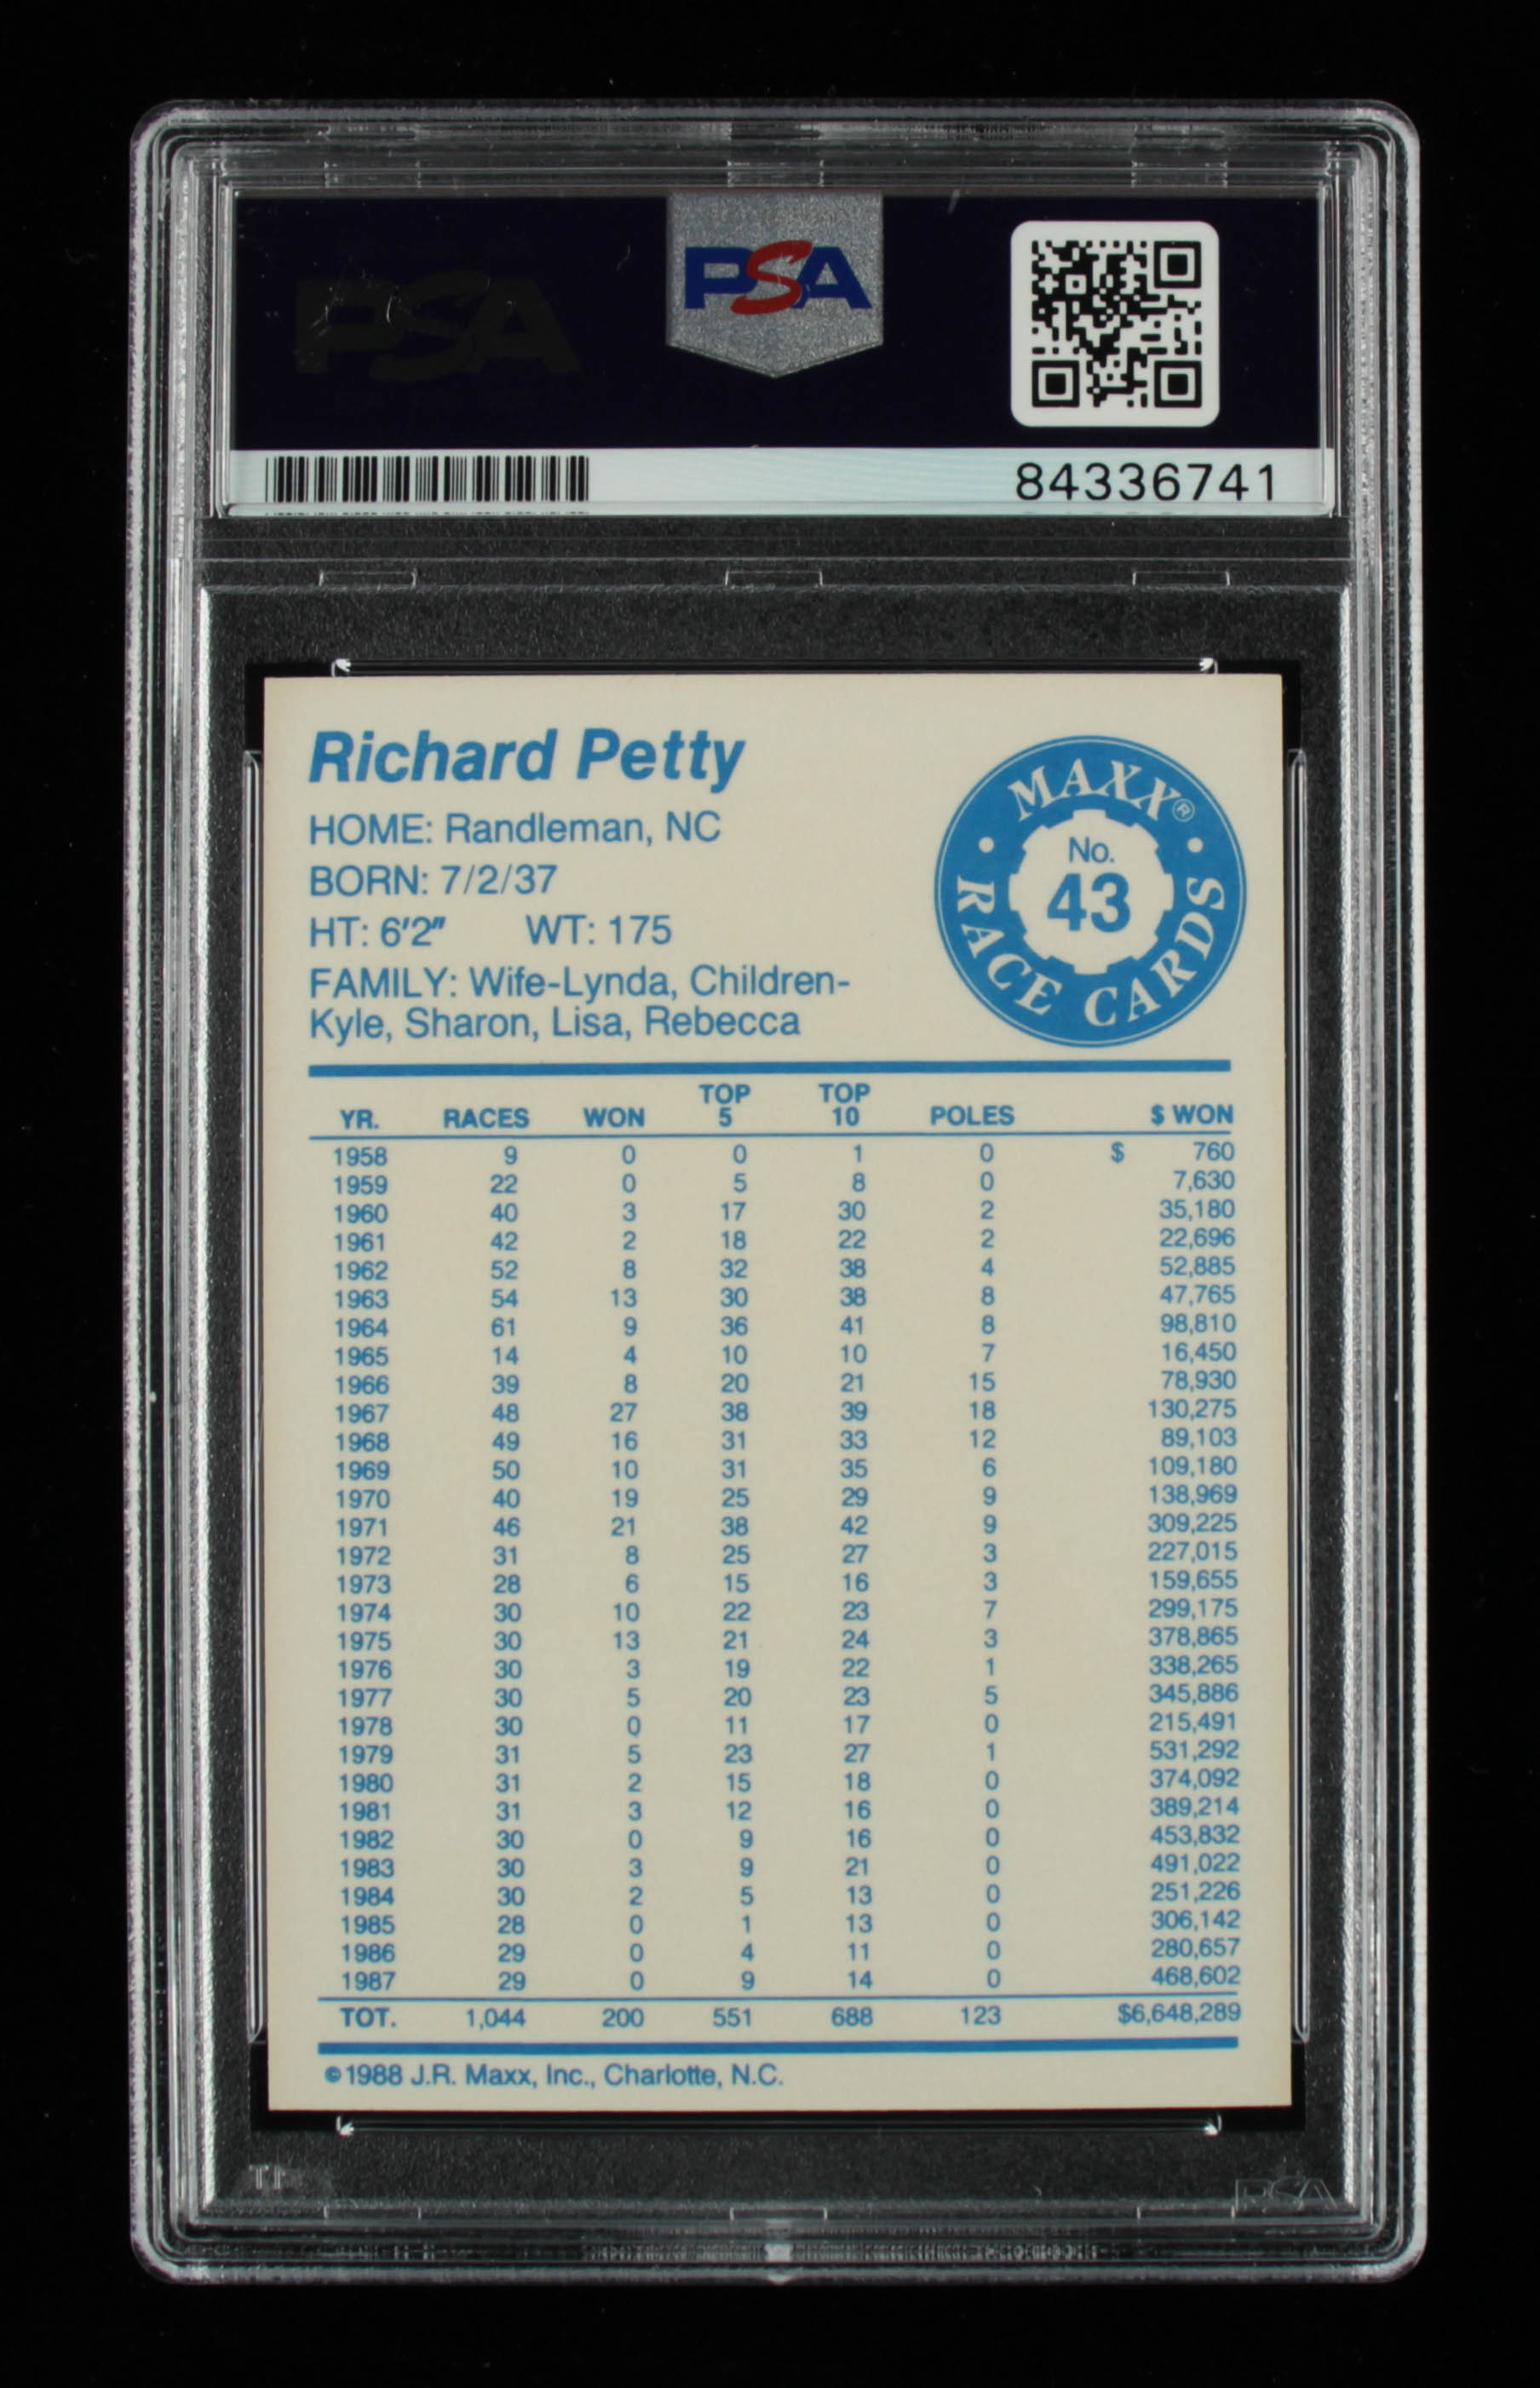 PSA
PSA
84336741
Richard Petty
HOME: Randleman, NC
BORN: 7/2/37
HT: 6'2" WT: 175
FAMILY: Wife-Lynda, Children-
Kyle, Sharon, Lisa, Rebecca
MAXX®
No.
43
RACE CARDS
YR. RACES WON TOP 5 TOP 10 POLES $ WON
1958 9 0 0 1 0 $ 760
1959 22 0 5 8 0 7,630
1960 40 3 17 30 2 35,180
1961 42 2 18 22 2 22,696
1962 52 8 32 38 4 52,885
1963 54 13 30 38 8 47,765
1964 61 9 36 41 8 98,810
1965 14 4 10 10 7 16,450
1966 39 8 20 21 15 78,930
1967 48 27 38 39 18 130,275
1968 49 16 31 33 12 89,103
1969 50 10 31 35 6 109,180
1970 40 19 25 29 9 138,969
1971 46 21 38 42 9 309,225
1972 31 8 25 27 3 227,015
1973 28 6 15 16 3 159,655
1974 30 10 22 23 7 299,175
1975 30 13 21 24 3 378,865
1976 30 3 19 22 1 338,265
1977 30 5 20 23 5 345,886
1978 30 0 11 17 0 215,491
1979 31 5 23 27 1 531,292
1980 31 2 15 18 0 374,092
1981 31 3 12 16 0 389,214
1982 30 0 9 16 0 453,832
1983 30 3 9 21 0 491,022
1984 30 2 5 13 0 251,226
1985 28 0 1 13 0 306,142
1986 29 0 4 11 0 280,657
1987 29 0 9 14 0 468,602
TOT. 1,044 200 551 688 123 $6,648,289
©1988 J.R. Maxx, Inc., Charlotte, N.C.
PSA